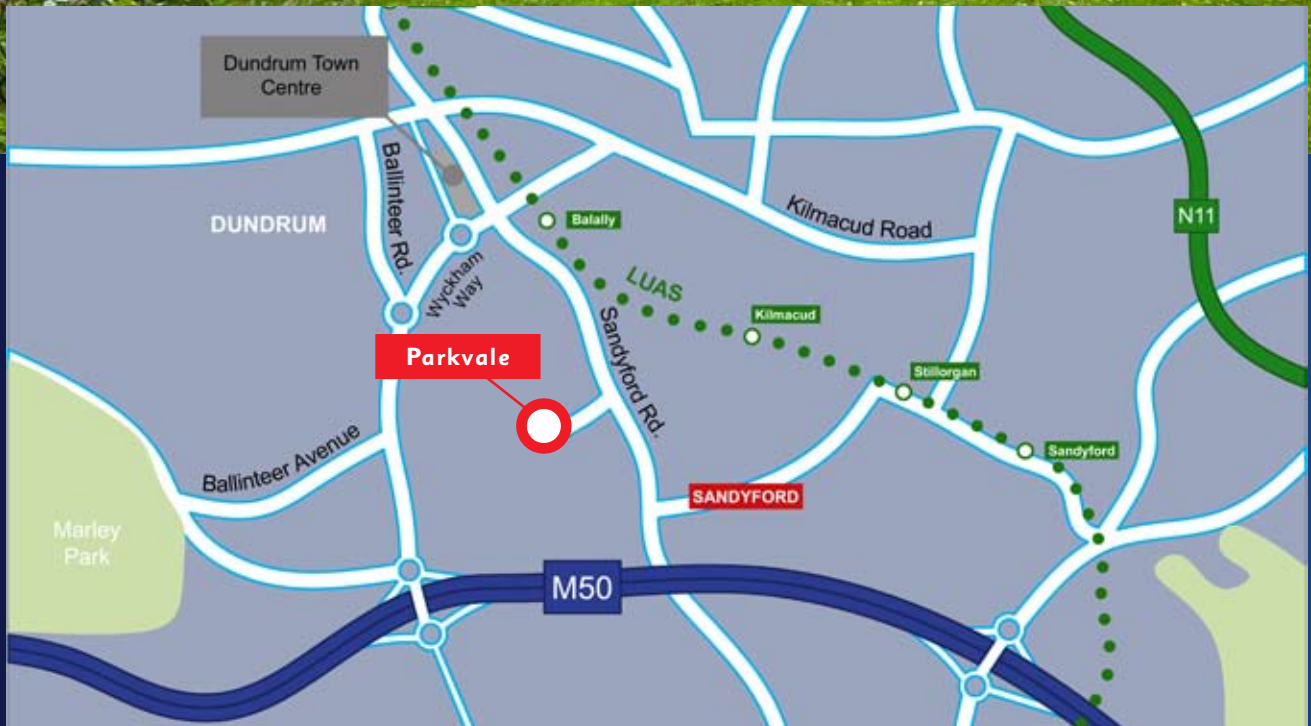 Dundrum Town
Centre
Ballinteer Rd.
DUNDRUM
Balally
Kilmacud Road
N11
Wyckham
Way
LUAS
Kilmacud
Sandyford Rd.
Parkvale
Stillorgan
Ballinteer Avenue
Sandyford
SANDYFORD
Marley
Park
M50